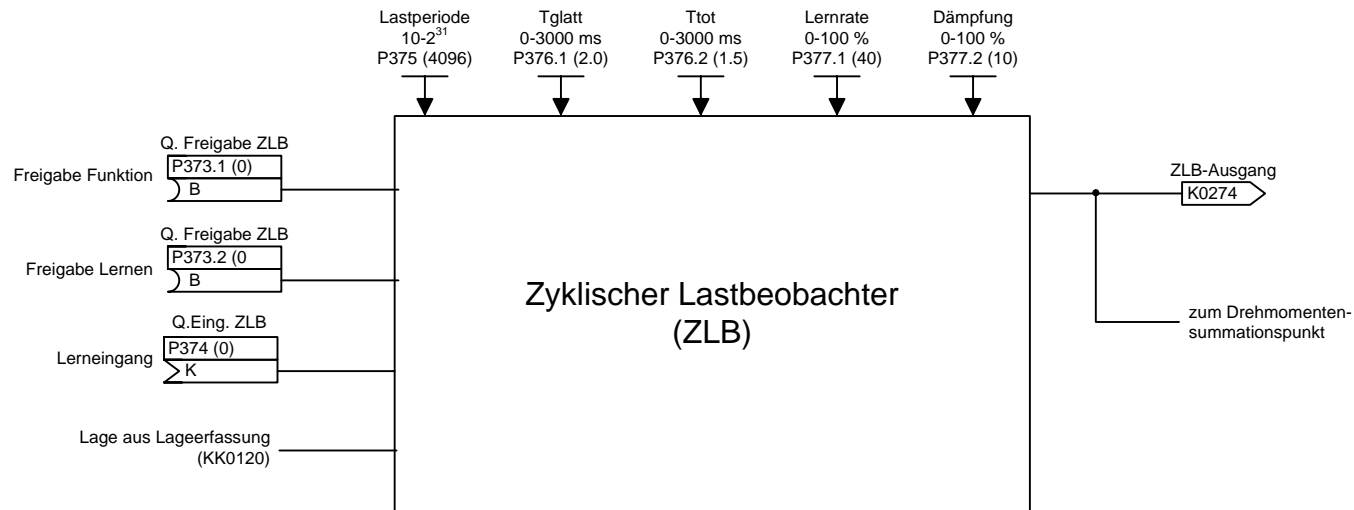 Lastperiode
10-2³¹
P375 (4096)
Tglatt
0-3000 ms
P376.1 (2.0)
Ttot
0-3000 ms
P376.2 (1.5)
Lernrate
0-100 %
P377.1 (40)
Dämpfung
0-100 %
P377.2 (10)
Q. Freigabe ZLB
P373.1 (0)
Freigabe Funktion
B
Q. Freigabe ZLB
P373.2 (0
Freigabe Lernen
B
Q.Eing. ZLB
P374 (0)
Lerneingang
K
Lage aus Lageerfassung
(KK0120)
Zyklischer Lastbeobachter
(ZLB)
ZLB-Ausgang
K0274
zum Drehmomenten-
summationspunkt